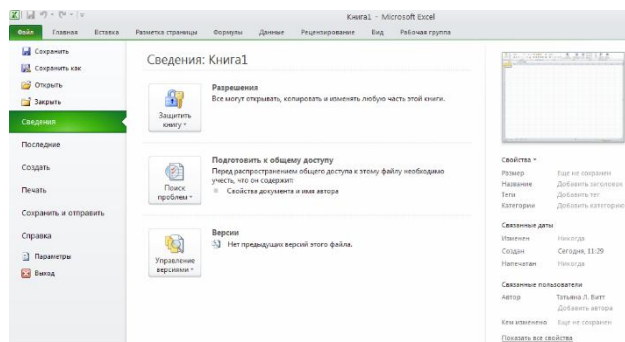 Книга1 - Microsoft Excel
Файл Главная Вставка Разметка страницы Формулы Данные Рецензирование Вид Рабочая группа
Сохранить
Сохранить как
Открыть
Закрыть
Сведения
Последние
Создать
Печать
Сохранить и отправить
Справка
Параметры
Выход
Сведения: Книга1
Защитить книгу
Разрешения
Все могут открывать, копировать и изменять любую часть этой книги.
Поиск проблем
Подготовить к общему доступу
Перед распространением общего доступа к этому файлу необходимо
учесть, что он содержит:
Свойства документа и имя автора
Управление версиями
Версии
Нет предыдущих версий этого файла.
Свойства
Размер Еще не сохранен
Название Добавить заголовок
Теги Добавить тег
Категории Добавить категорию
Связанные даты
Изменен Никогда
Создан Сегодня, 11:29
Напечатан Никогда
Связанные пользователи
Автор Татьяна Л. Витт
Добавить автора
Кем изменено Еще не сохранен
Показать все свойства